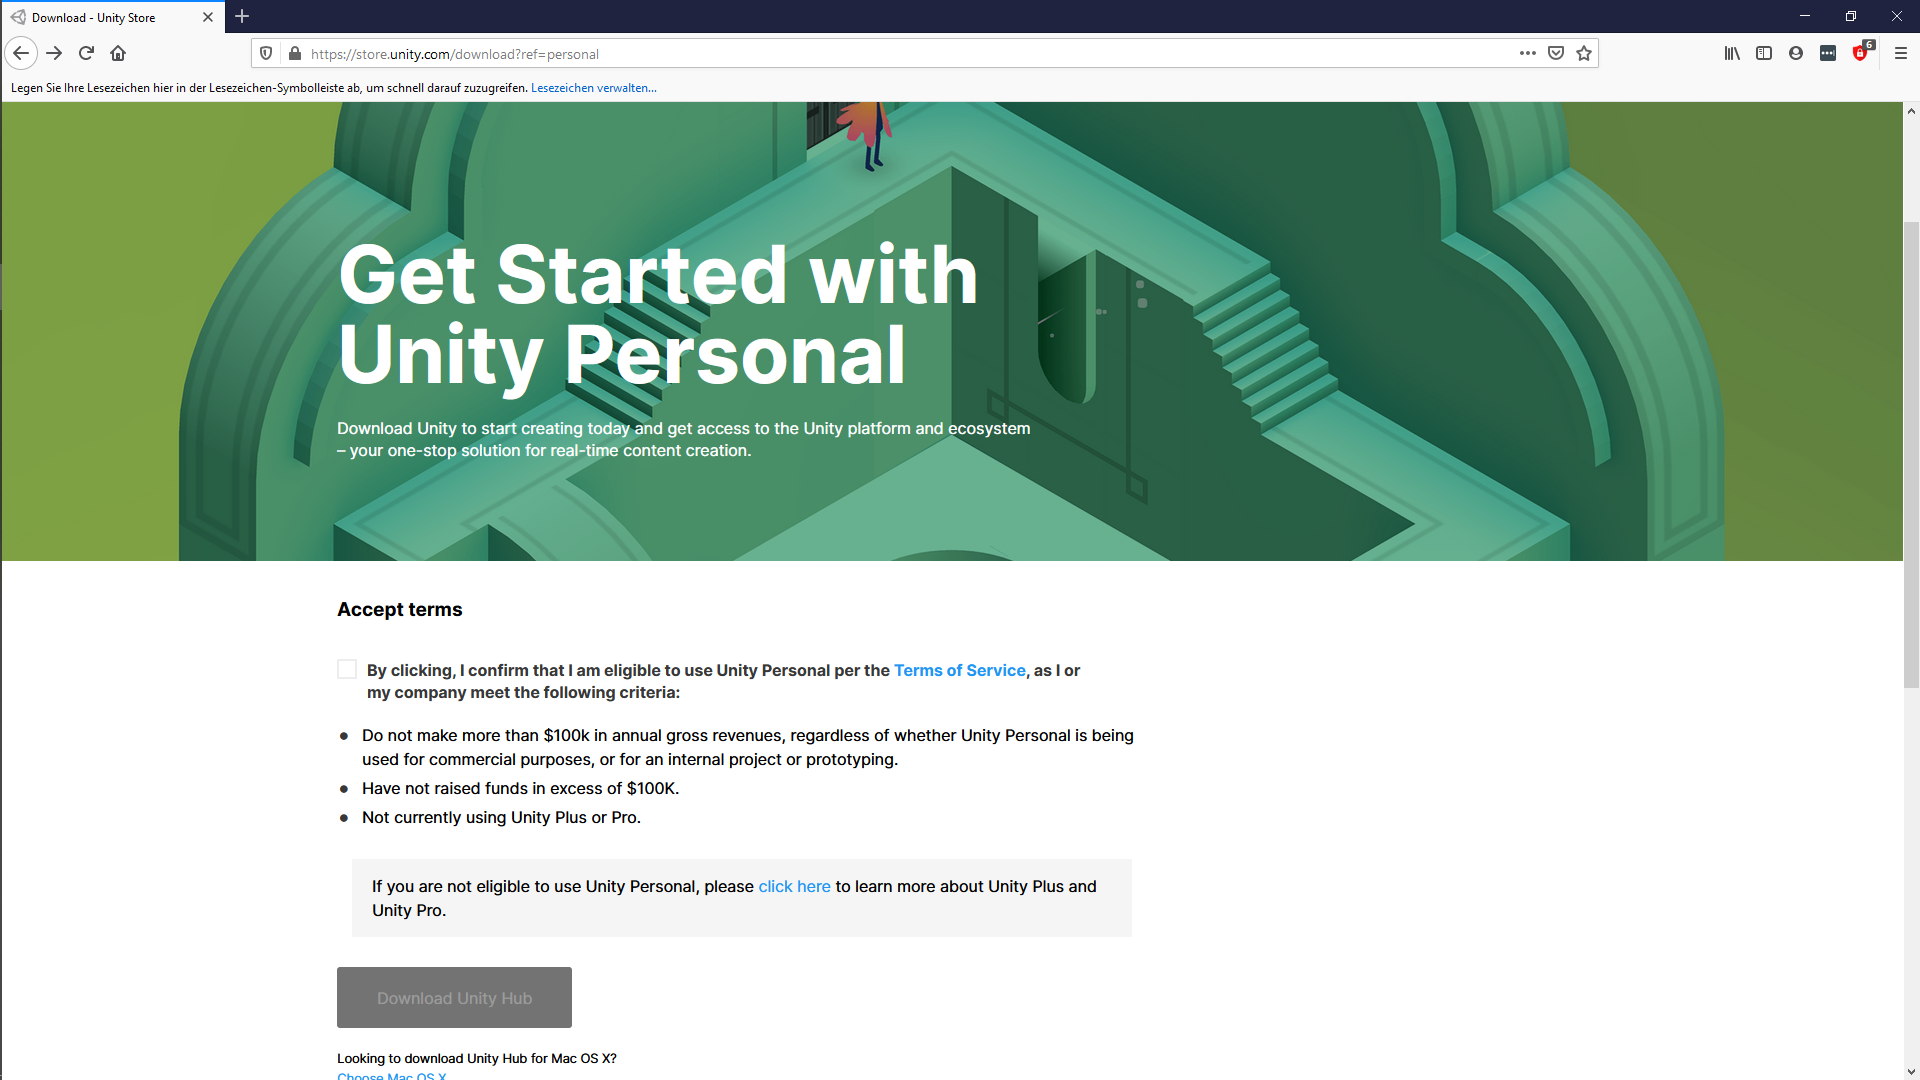 Download - Unity Store
https://store.unity.com/download?ref=personal
6
Legen Sie Ihre Lesezeichen hier in der Lesezeichen-Symbolleiste ab, um schnell darauf zuzugreifen. Lesezeichen verwalten...
Get Started with
Unity Personal
Download Unity to start creating today and get access to the Unity platform and ecosystem
– your one-stop solution for real-time content creation.
Accept terms
By clicking, I confirm that I am eligible to use Unity Personal per the Terms of Service, as I or
my company meet the following criteria:
Do not make more than $100k in annual gross revenues, regardless of whether Unity Personal is being
used for commercial purposes, or for an internal project or prototyping.
Have not raised funds in excess of $100K.
Not currently using Unity Plus or Pro.
If you are not eligible to use Unity Personal, please click here to learn more about Unity Plus and
Unity Pro.
Download Unity Hub
Looking to download Unity Hub for Mac OS X?
Choose Mac OS X